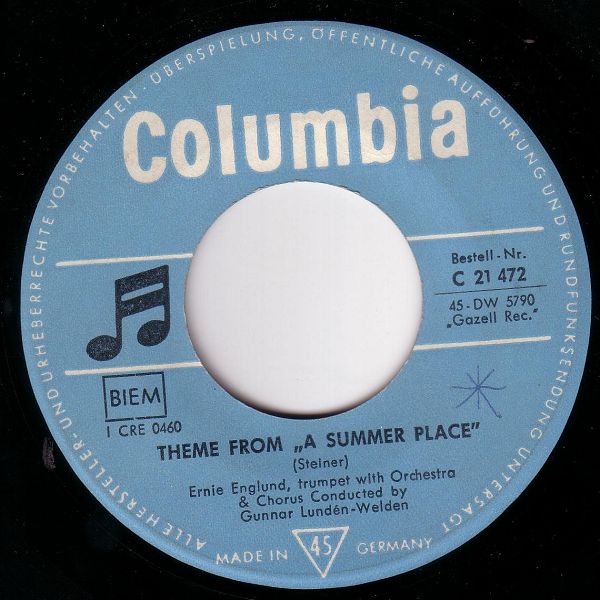 ALLE HERSTELLER- UND URHEBERRECHTE VORBEHALTEN · ÜBERSPIELUNG, ÖFFENTLICHE AUFFÜHRUNG UND RUNDFUNKSENDUNG UNTERSAGT
Columbia
Bestell-Nr.
C 21 472
45-DW 5790
„Gazell Rec."
BIEM
I CRE 0460
THEME FROM „A SUMMER PLACE"
(Steiner)
Ernie Englund, trumpet with Orchestra
& Chorus Conducted by
Gunnar Lundén-Welden
MADE IN 45 GERMANY